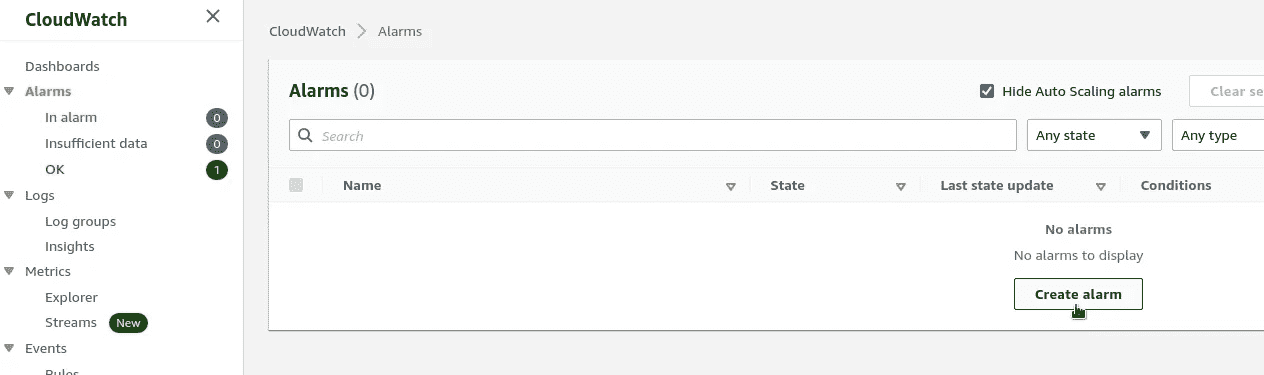 CloudWatch
Dashboards
Alarms
In alarm 0
Insufficient data 0
OK 1
Logs
Log groups
Insights
Metrics
Explorer
Streams New
Events
Rules
CloudWatch Alarms
Alarms (0)
Hide Auto Scaling alarms
Clear se
Search
Any state
Any type
Name State Last state update Conditions
No alarms
No alarms to display
Create alarm